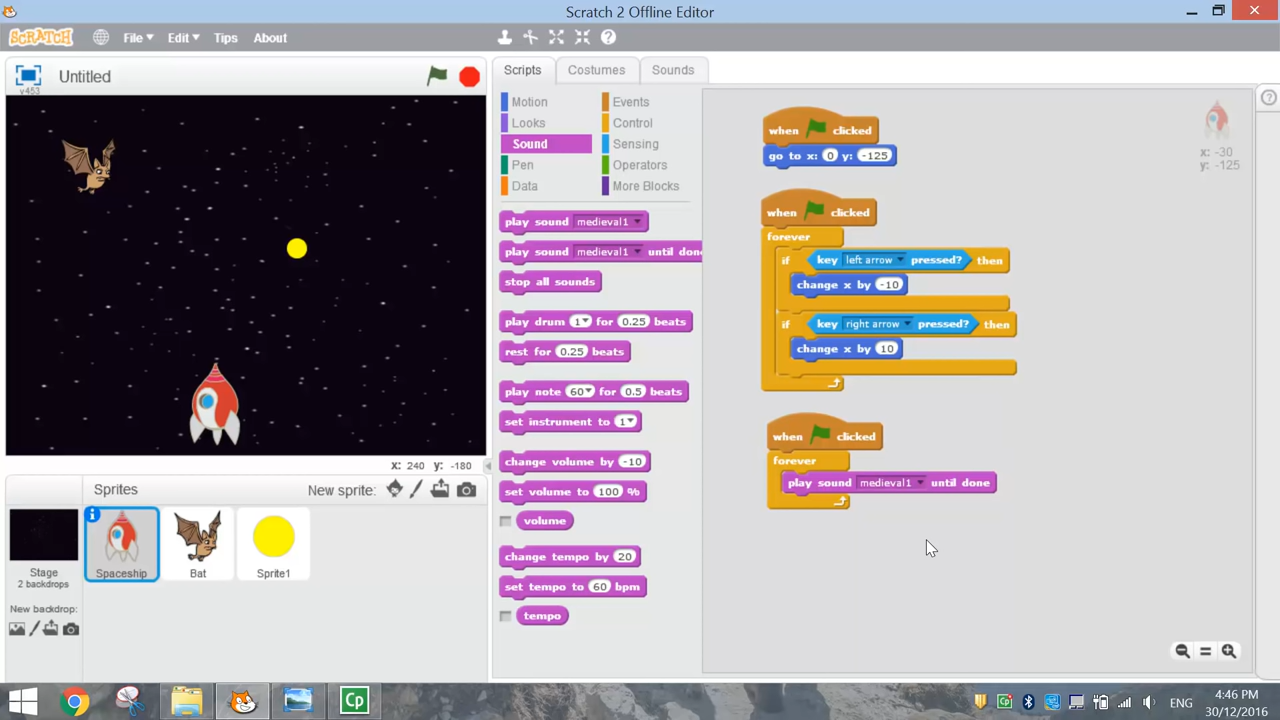 Scratch 2 Offline Editor
SCRATCH File Edit Tips About
Untitled
v453
Scripts Costumes Sounds
Motion Events
Looks Control
Sound Sensing
Pen Operators
Data More Blocks
play sound medieval1
play sound medieval1 until done
stop all sounds
play drum 1 for 0.25 beats
rest for 0.25 beats
play note 60 for 0.5 beats
set instrument to 1
change volume by -10
set volume to 100 %
volume
change tempo by 20
set tempo to 60 bpm
tempo
when clicked
go to x: 0 y: -125
when clicked
forever
if key left arrow pressed? then
change x by -10
if key right arrow pressed? then
change x by 10
when clicked
forever
play sound medieval1 until done
x: -30
y: -125
x: 240 y: -180
Sprites New sprite:
Stage
2 backdrops
New backdrop:
Spaceship
Bat
Sprite1
Cp
Cp
ENG
4:46 PM
30/12/2016